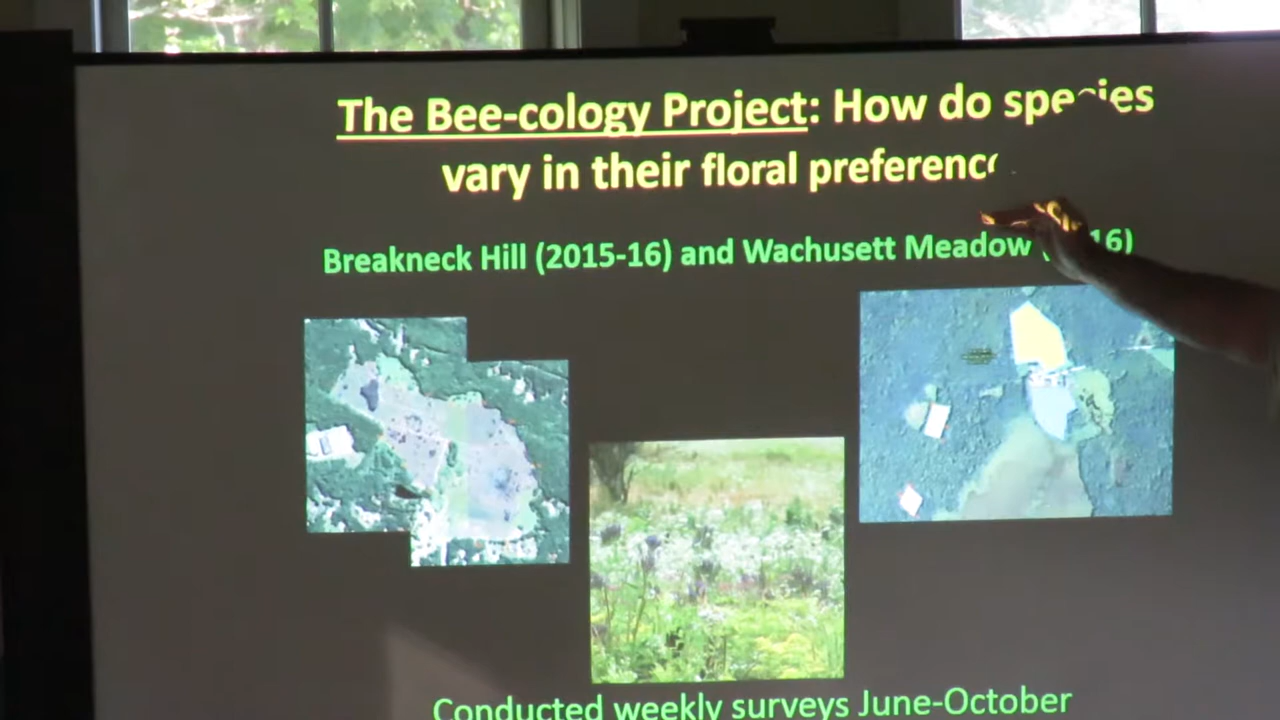 The Bee-cology Project: How do species
vary in their floral
Breakneck Hill (2015-16) and Wachusett Meadow
Conducted weekly surveys June-October